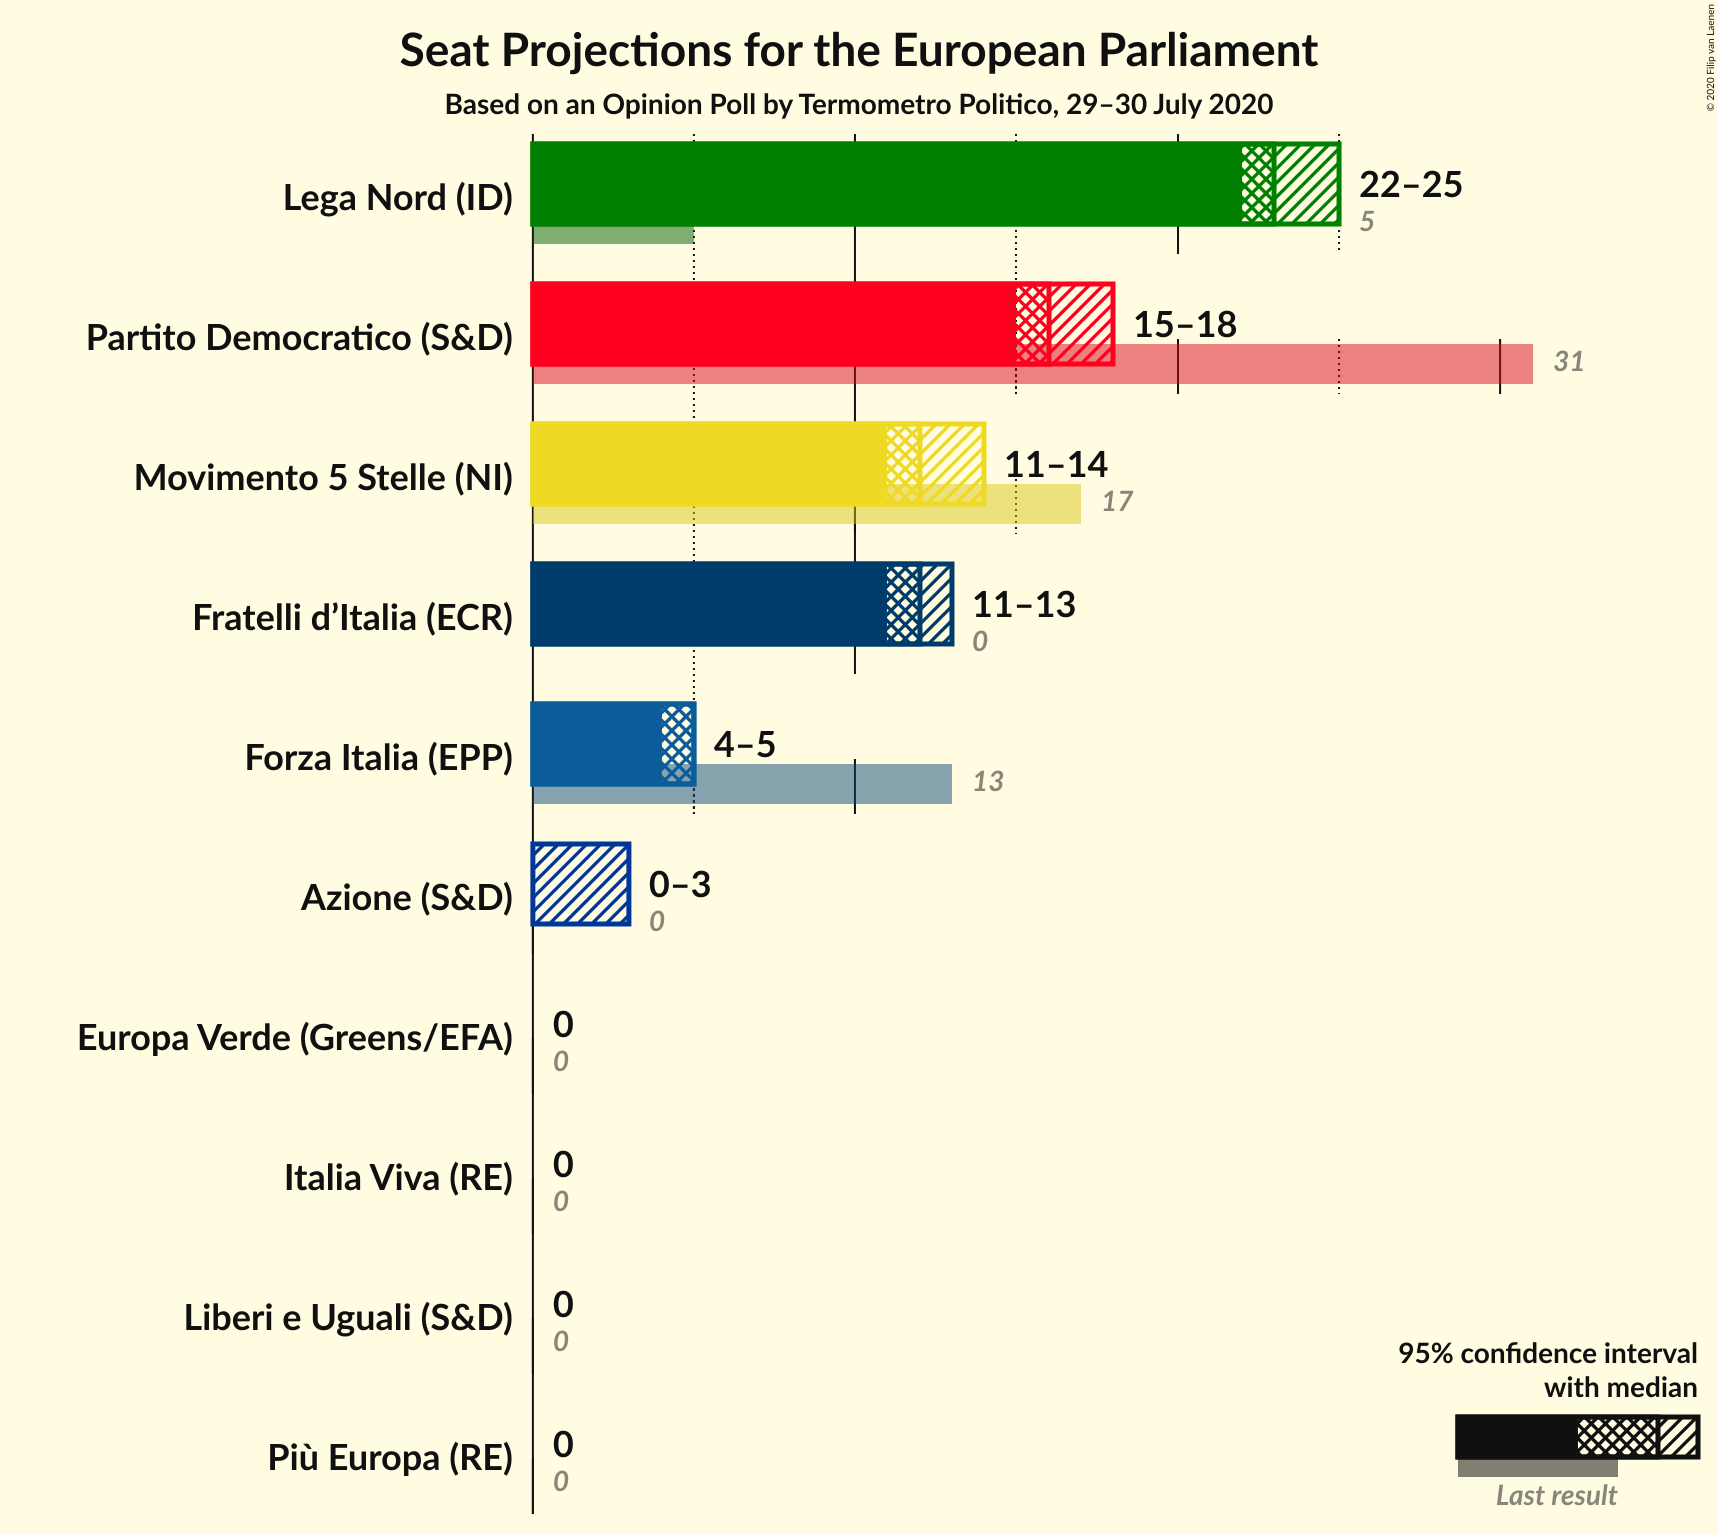 Seat Projections for the European Parliament
Based on an Opinion Poll by Termometro Politico, 29–30 July 2020
© 2020 Filip van Laenen
Lega Nord (ID)
22–25
5
Partito Democratico (S&D)
15–18
31
Movimento 5 Stelle (NI)
11–14
17
Fratelli d’Italia (ECR)
11–13
0
Forza Italia (EPP)
4–5
13
Azione (S&D)
0–3
0
Europa Verde (Greens/EFA)
0
0
Italia Viva (RE)
0
0
Liberi e Uguali (S&D)
0
0
Più Europa (RE)
0
0
95% confidence interval
with median
Last result